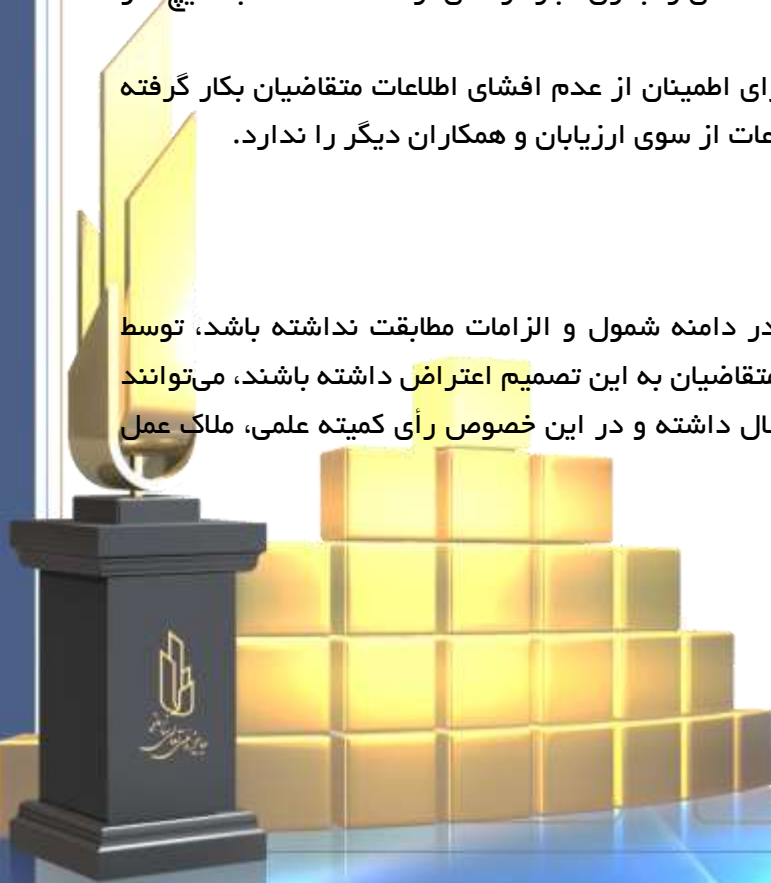 رای اطمینان از عدم افشای اطلاعات متقاضیان بکار گرفته
عات از سوی ارزیابان و همکاران دیگر را ندارد.
در دامنه شمول و الزامات مطابقت نداشته باشد، توسط
متقاضیان به این تصمیم اعتراض داشته باشند، می‌توانند
ال داشته و در این خصوص رأی کمیته علمی، ملاک عمل